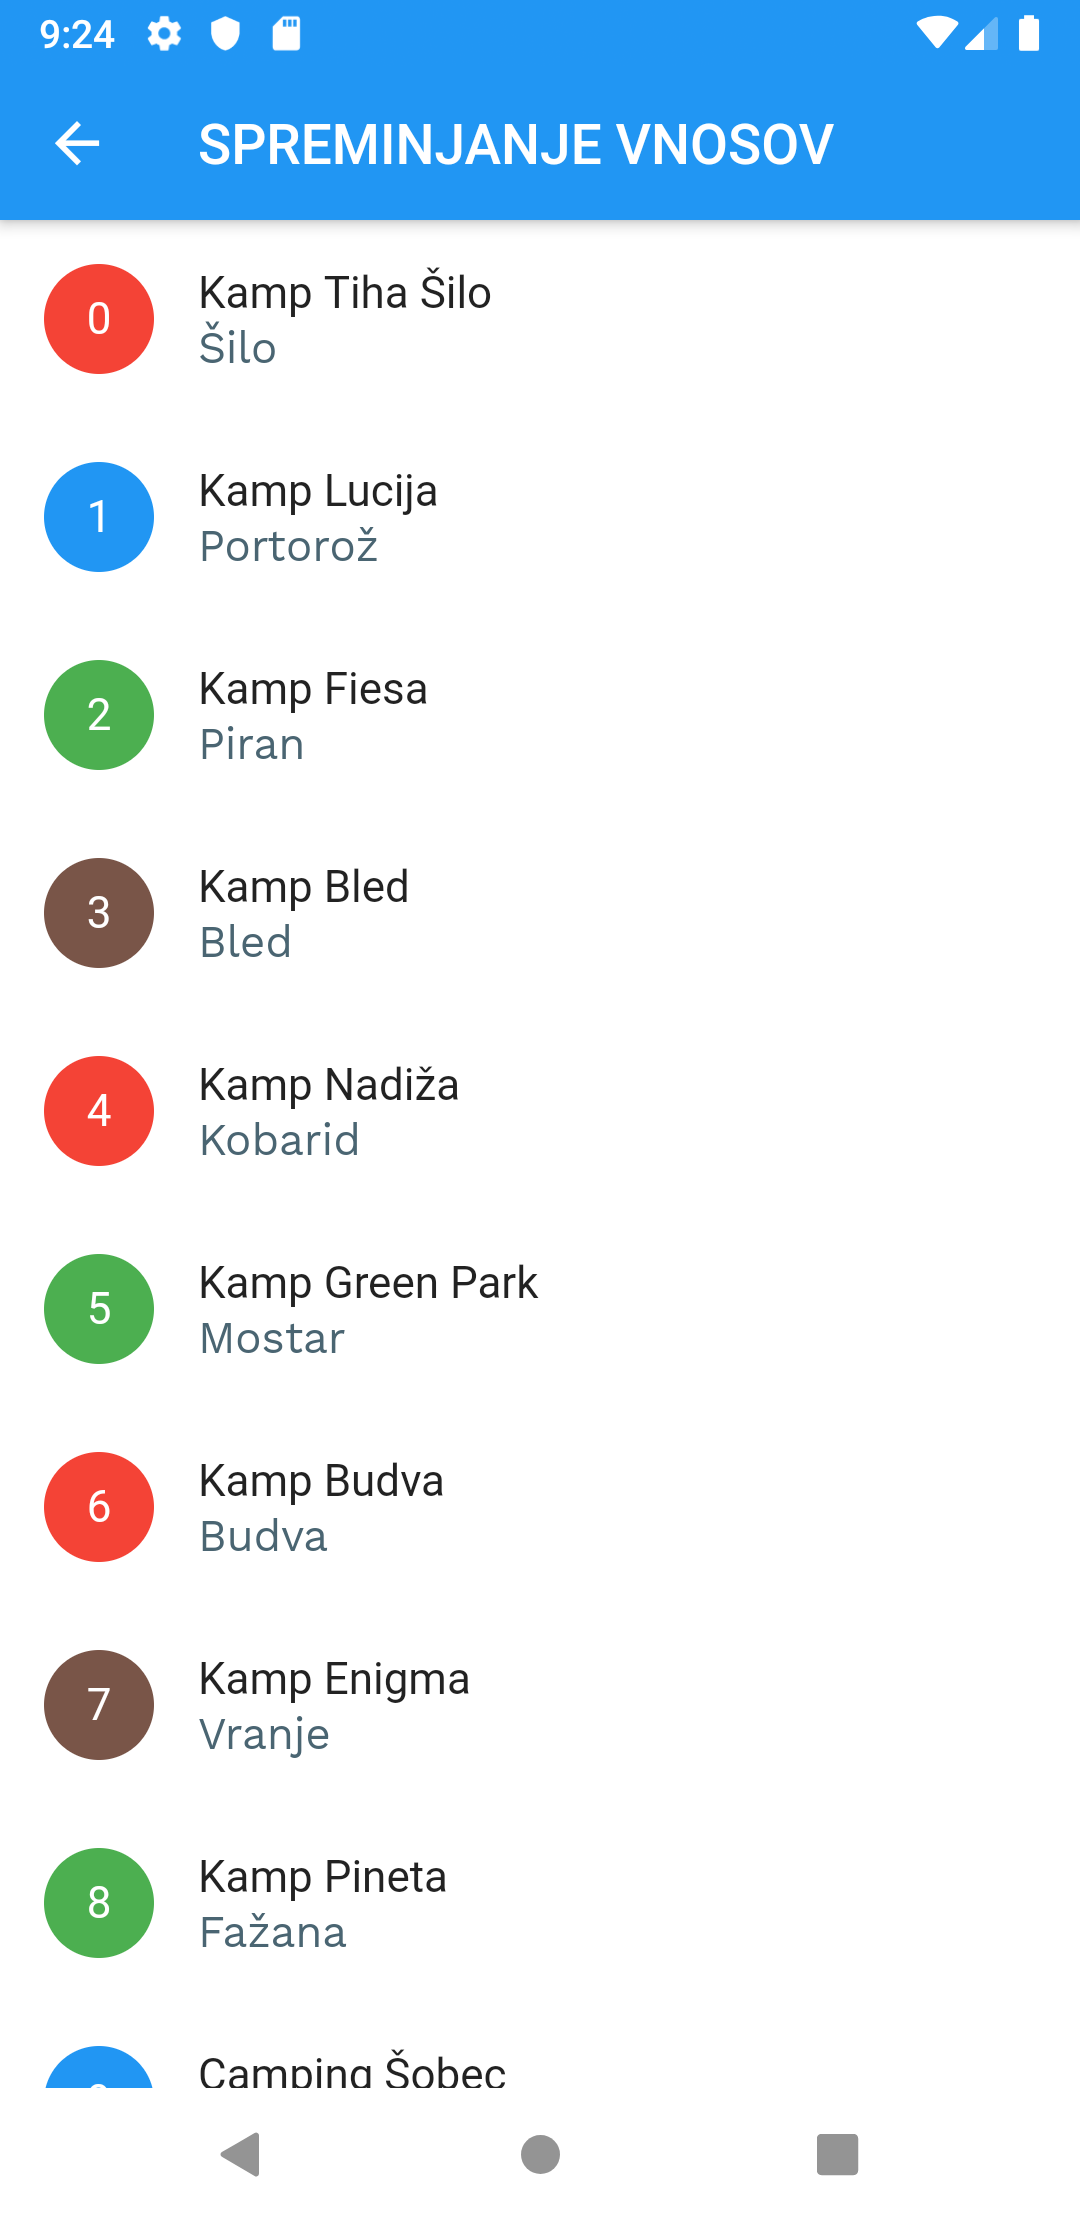 9:24
SPREMINJANJE VNOSOV
0
Kamp Tiha Šilo
Šilo
1
Kamp Lucija
Portorož
2
Kamp Fiesa
Piran
3
Kamp Bled
Bled
4
Kamp Nadiža
Kobarid
5
Kamp Green Park
Mostar
6
Kamp Budva
Budva
7
Kamp Enigma
Vranje
8
Kamp Pineta
Fažana
Camping Šobec